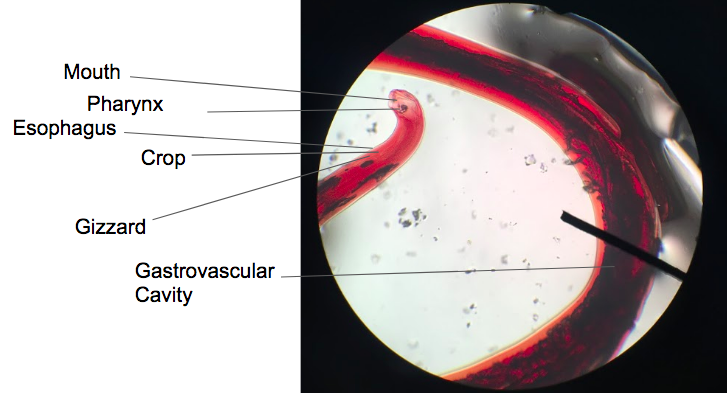 Mouth
Pharynx
Esophagus
Crop
Gizzard
Gastrovascular
Cavity